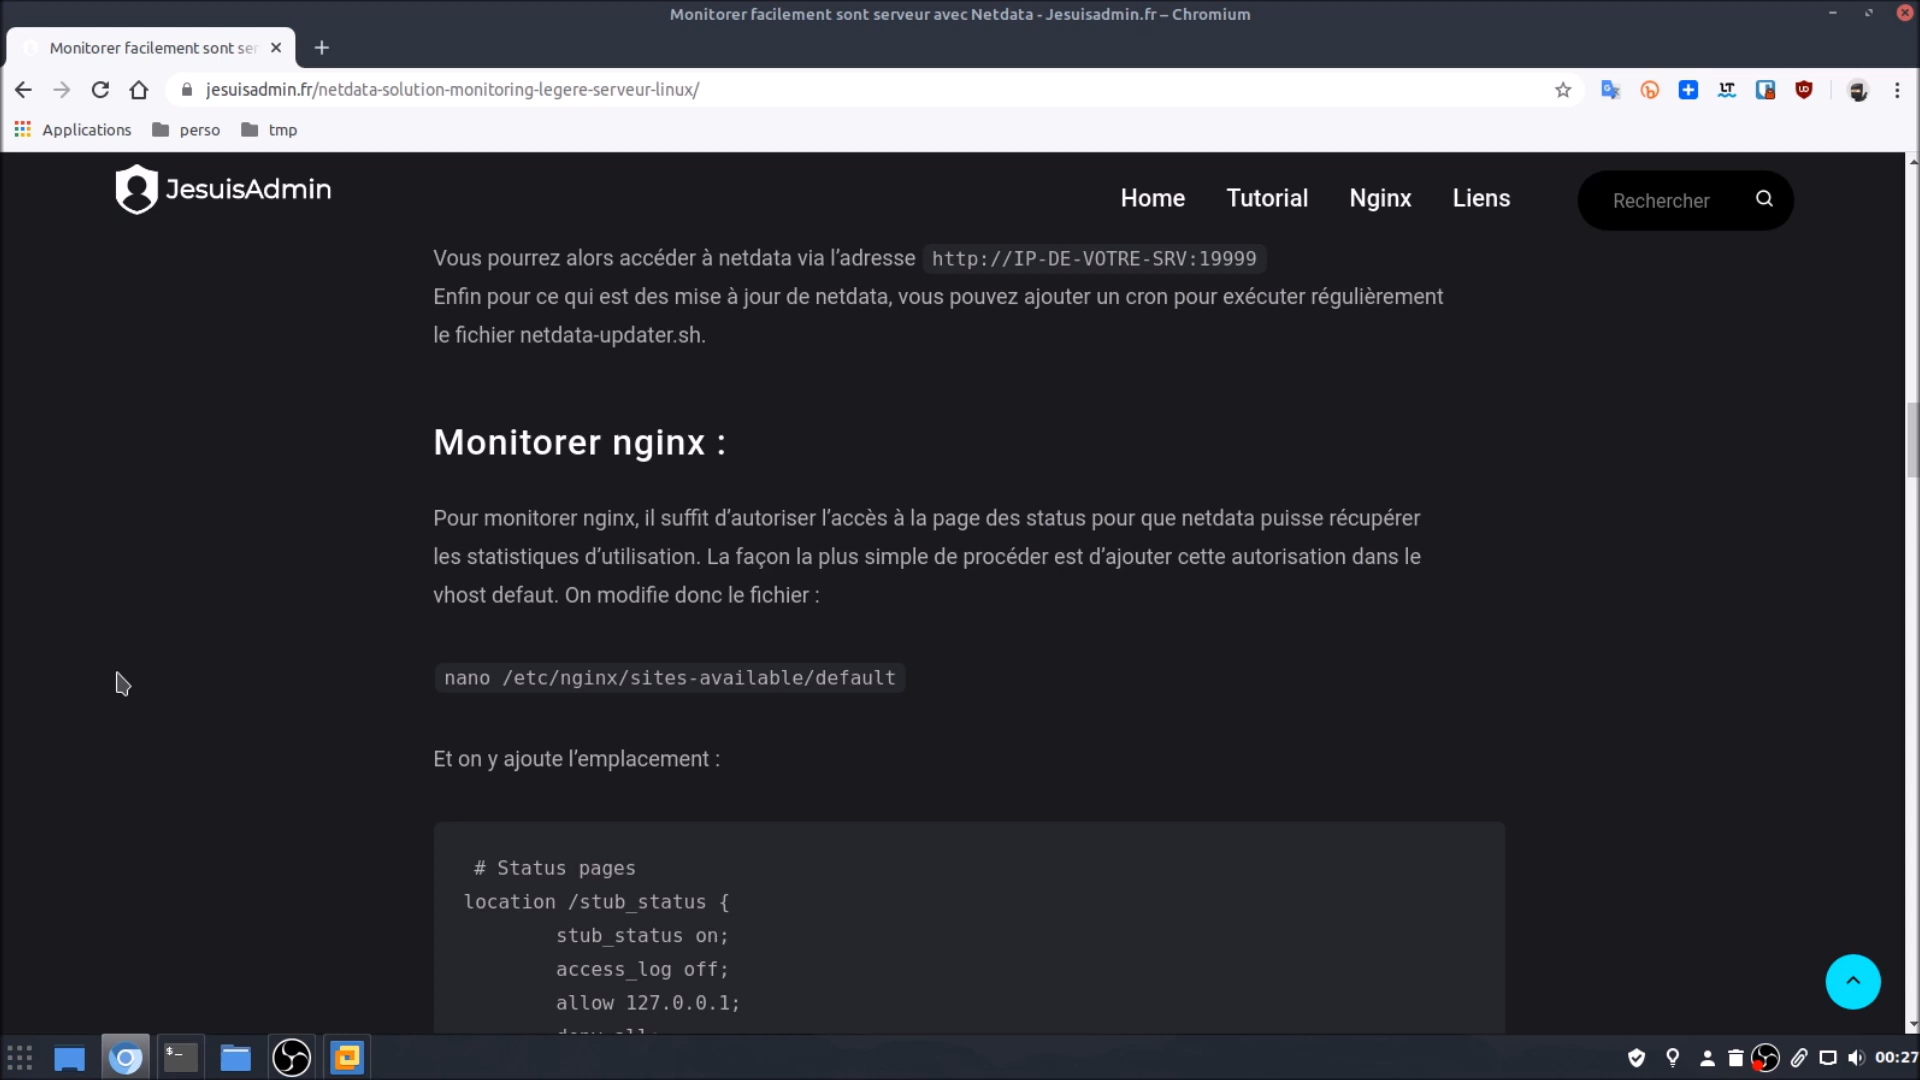 Monitorer facilement sont serveur avec Netdata - Jesuisadmin.fr – Chromium
Monitorer facilement sont ser
jesuisadmin.fr/netdata-solution-monitoring-legere-serveur-linux/
Applications perso tmp
JesuisAdmin
Home Tutorial Nginx Liens Rechercher
Vous pourrez alors accéder à netdata via l’adresse http://IP-DE-VOTRE-SRV:19999
Enfin pour ce qui est des mise à jour de netdata, vous pouvez ajouter un cron pour exécuter régulièrement
le fichier netdata-updater.sh.
Monitorer nginx :
Pour monitorer nginx, il suffit d’autoriser l’accès à la page des status pour que netdata puisse récupérer
les statistiques d’utilisation. La façon la plus simple de procéder est d’ajouter cette autorisation dans le
vhost defaut. On modifie donc le fichier :
nano /etc/nginx/sites-available/default
Et on y ajoute l’emplacement :
# Status pages
location /stub_status {
stub_status on;
access_log off;
allow 127.0.0.1;
00:27